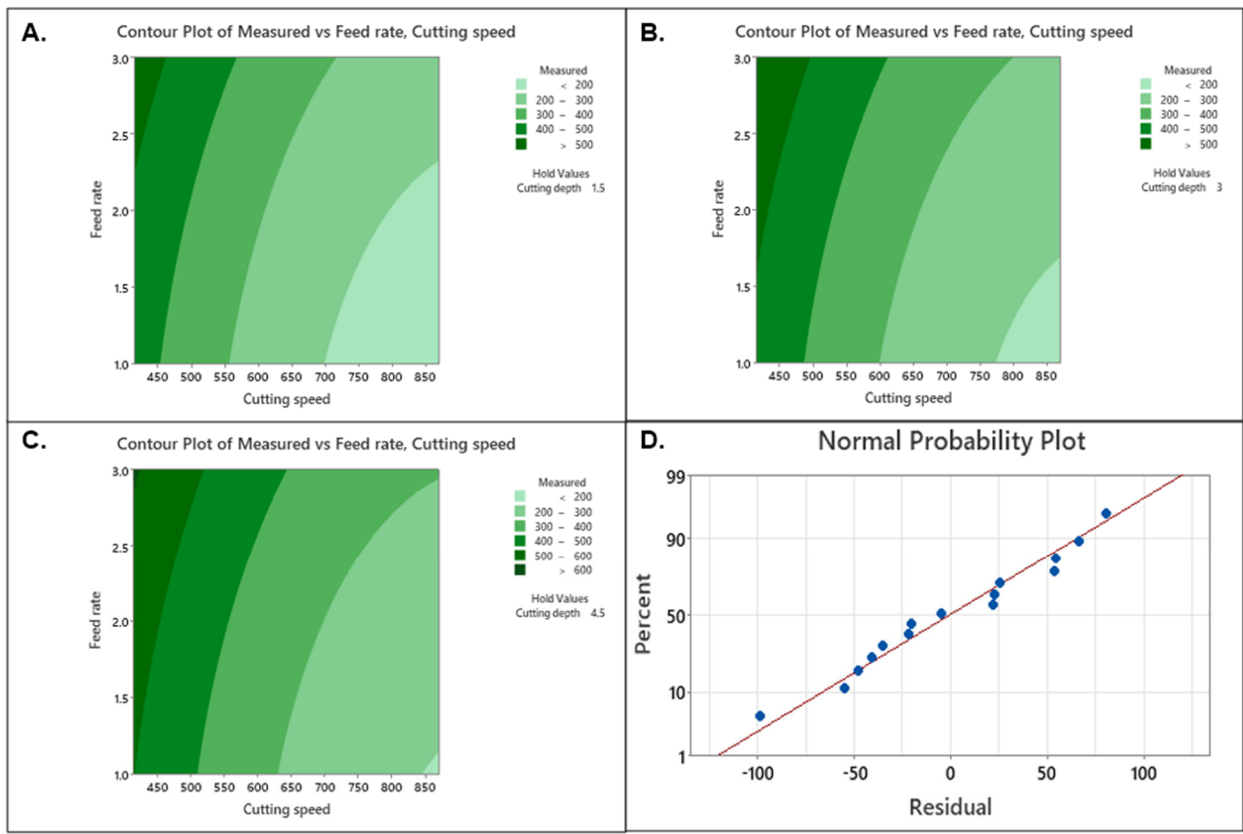 A.
Contour Plot of Measured vs Feed rate, Cutting speed
3.0
2.5
2.0
1.5
1.0
Feed rate
450 500 550 600 650 700 750 800 850
Cutting speed
Measured
< 200
200 – 300
300 – 400
400 – 500
> 500
Hold Values
Cutting depth 1.5
B.
Contour Plot of Measured vs Feed rate, Cutting speed
3.0
2.5
2.0
1.5
1.0
Feed rate
450 500 550 600 650 700 750 800 850
Cutting speed
Measured
< 200
200 – 300
300 – 400
400 – 500
> 500
Hold Values
Cutting depth 3
C.
Contour Plot of Measured vs Feed rate, Cutting speed
3.0
2.5
2.0
1.5
1.0
Feed rate
450 500 550 600 650 700 750 800 850
Cutting speed
Measured
< 200
200 – 300
300 – 400
400 – 500
500 – 600
> 600
Hold Values
Cutting depth 4.5
D.
Normal Probability Plot
99
90
50
10
1
Percent
-100 -50 0 50 100
Residual